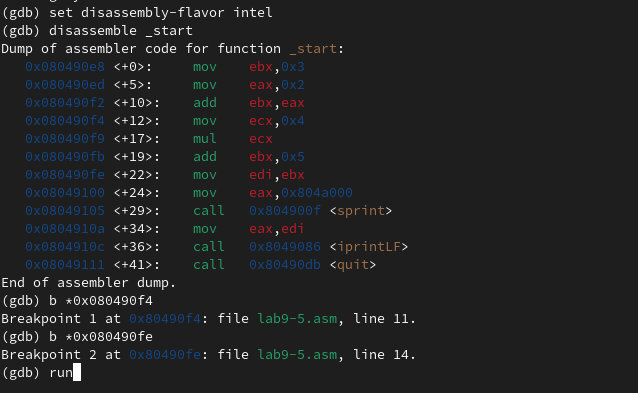 (gdb) set disassembly-flavor intel
(gdb) disassemble _start
Dump of assembler code for function _start:
   0x080490e8 <+0>:     mov    ebx,0x3
   0x080490ed <+5>:     mov    eax,0x2
   0x080490f2 <+10>:    add    ebx,eax
   0x080490f4 <+12>:    mov    ecx,0x4
   0x080490f9 <+17>:    mul    ecx
   0x080490fb <+19>:    add    ebx,0x5
   0x080490fe <+22>:    mov    edi,ebx
   0x08049100 <+24>:    mov    eax,0x804a000
   0x08049105 <+29>:    call   0x804900f <sprint>
   0x0804910a <+34>:    mov    eax,edi
   0x0804910c <+36>:    call   0x8049086 <iprintLF>
   0x08049111 <+41>:    call   0x80490db <quit>
End of assembler dump.
(gdb) b *0x080490f4
Breakpoint 1 at 0x80490f4: file lab9-5.asm, line 11.
(gdb) b *0x080490fe
Breakpoint 2 at 0x80490fe: file lab9-5.asm, line 14.
(gdb) run